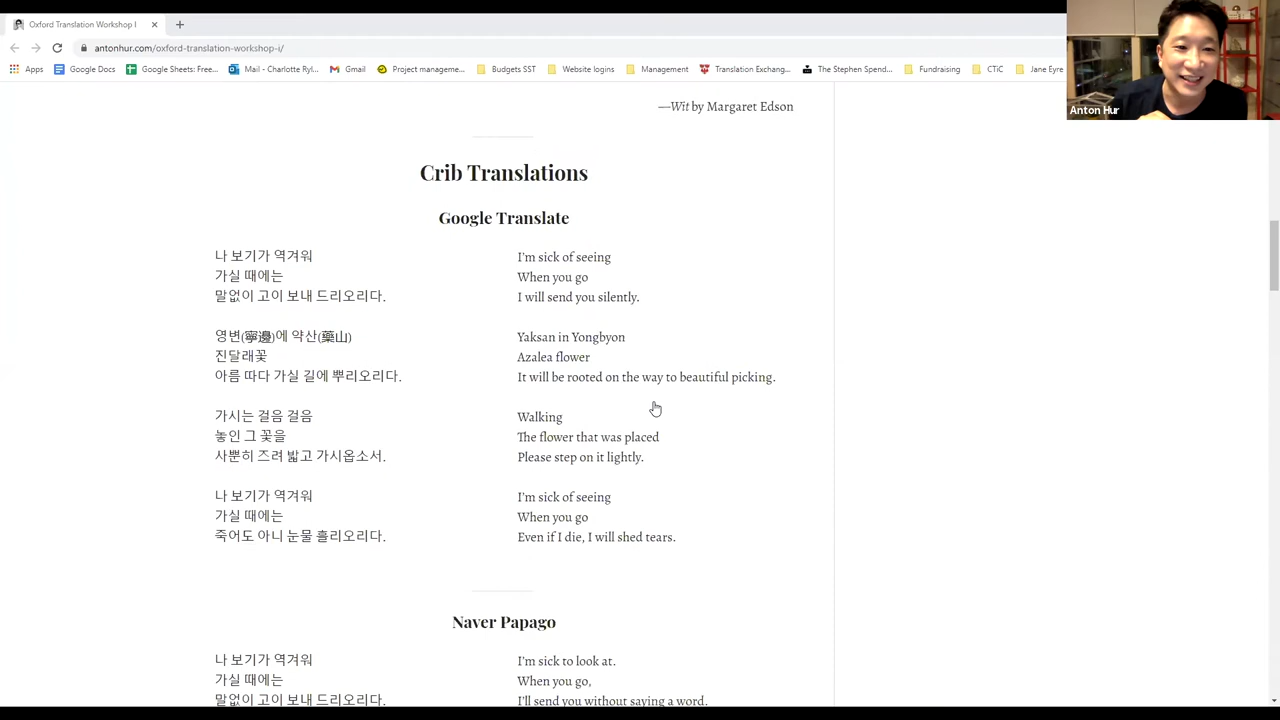 Oxford Translation Workshop I
antonhur.com/oxford-translation-workshop-i/
Apps Google Docs Google Sheets: Free... Mail - Charlotte Ryl... Gmail Project manageme... Budgets SST Website logins Management Translation Exchang... The Stephen Spend... Fundraising CTiC Jane Eyre
Anton Hur
—Wit by Margaret Edson
Crib Translations
Google Translate
나 보기가 역겨워
가실 때에는
말없이 고이 보내 드리오리다.
영변(寧邊)에 약산(藥山)
진달래꽃
아름 따다 가실 길에 뿌리오리다.
가시는 걸음 걸음
놓인 그 꽃을
사뿐히 즈려 밟고 가시옵소서.
나 보기가 역겨워
가실 때에는
죽어도 아니 눈물 흘리오리다.
I'm sick of seeing
When you go
I will send you silently.
Yaksan in Yongbyon
Azalea flower
It will be rooted on the way to beautiful picking.
Walking
The flower that was placed
Please step on it lightly.
I'm sick of seeing
When you go
Even if I die, I will shed tears.
Naver Papago
나 보기가 역겨워
가실 때에는
말없이 고이 보내 드리오리다.
I'm sick to look at.
When you go,
I'll send you without saying a word.